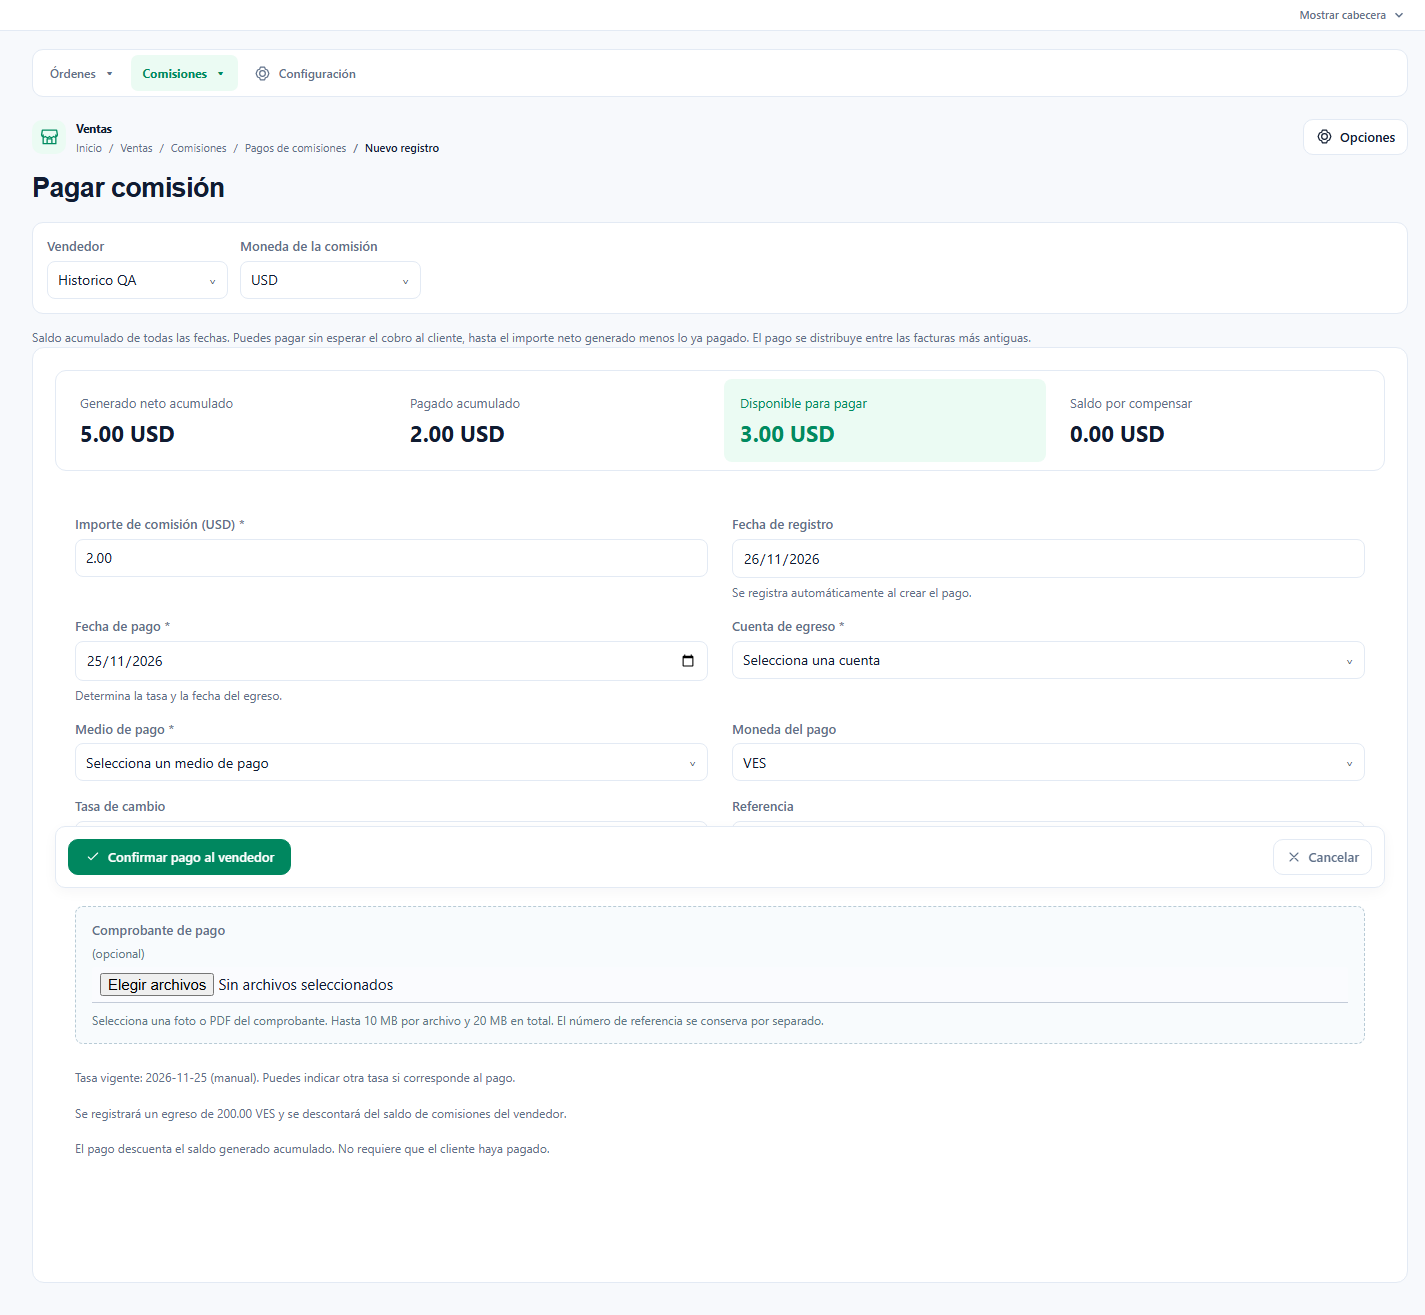 Mostrar cabecera
Órdenes
Comisiones
Configuración
Ventas
Inicio / Ventas / Comisiones / Pagos de comisiones / Nuevo registro
Opciones
Pagar comisión
Vendedor
Moneda de la comisión
Historico QA
USD
Saldo acumulado de todas las fechas. Puedes pagar sin esperar el cobro al cliente, hasta el importe neto generado menos lo ya pagado. El pago se distribuye entre las facturas más antiguas.
Generado neto acumulado
5.00 USD
Pagado acumulado
2.00 USD
Disponible para pagar
3.00 USD
Saldo por compensar
0.00 USD
Importe de comisión (USD) *
2.00
Fecha de registro
26/11/2026
Se registra automáticamente al crear el pago.
Fecha de pago *
25/11/2026
Determina la tasa y la fecha del egreso.
Cuenta de egreso *
Selecciona una cuenta
Medio de pago *
Selecciona un medio de pago
Moneda del pago
VES
Tasa de cambio
Referencia
Confirmar pago al vendedor
Cancelar
Comprobante de pago
(opcional)
Elegir archivos Sin archivos seleccionados
Selecciona una foto o PDF del comprobante. Hasta 10 MB por archivo y 20 MB en total. El número de referencia se conserva por separado.
Tasa vigente: 2026-11-25 (manual). Puedes indicar otra tasa si corresponde al pago.
Se registrará un egreso de 200.00 VES y se descontará del saldo de comisiones del vendedor.
El pago descuenta el saldo generado acumulado. No requiere que el cliente haya pagado.